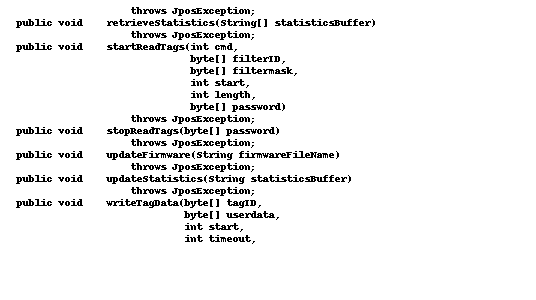 throws JposException;
public void retrieveStatistics(String[] statisticsBuffer)
throws JposException;
public void startReadTags(int cmd,
byte[] filterID,
byte[] filtermask,
int start,
int length,
byte[] password)
throws JposException;
public void stopReadTags(byte[] password)
throws JposException;
public void updateFirmware(String firmwareFileName)
throws JposException;
public void updateStatistics(String statisticsBuffer)
throws JposException;
public void writeTagData(byte[] tagID,
byte[] userdata,
int start,
int timeout,